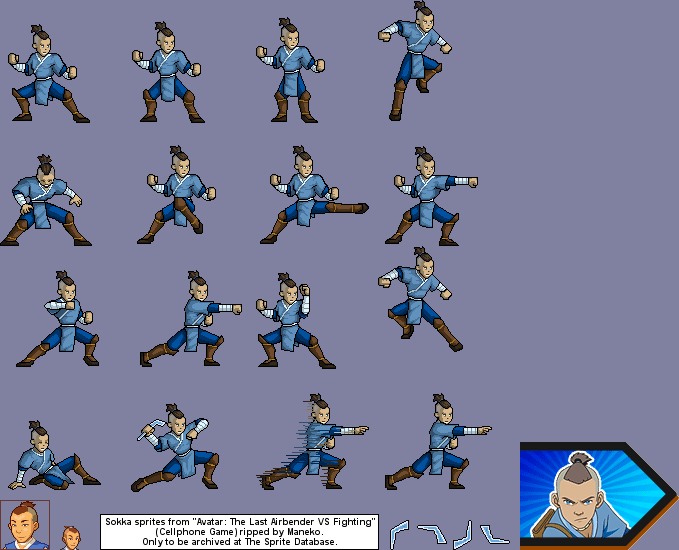 Sokka sprites from "Avatar: The Last Airbender VS Fighting"
(Cellphone Game) ripped by Maneko.
Only to be archived at The Sprite Database.